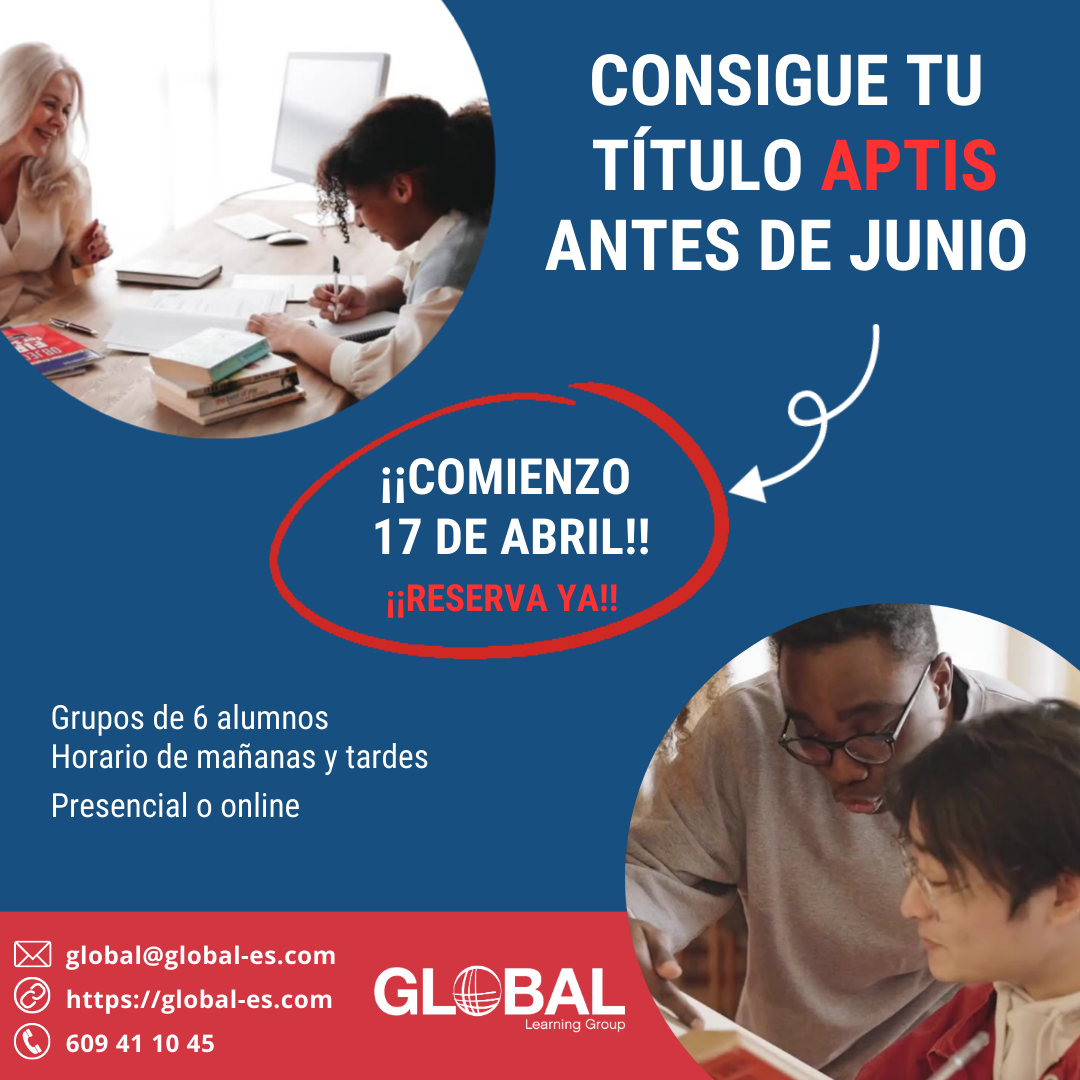 CONSIGUE TU
TÍTULO APTIS
ANTES DE JUNIO
¡¡COMIENZO
17 DE ABRIL!!
¡¡RESERVA YA!!
Grupos de 6 alumnos
Horario de mañanas y tardes
Presencial o online
global@global-es.com
https://global-es.com
609 41 10 45
GLOBAL
Learning Group